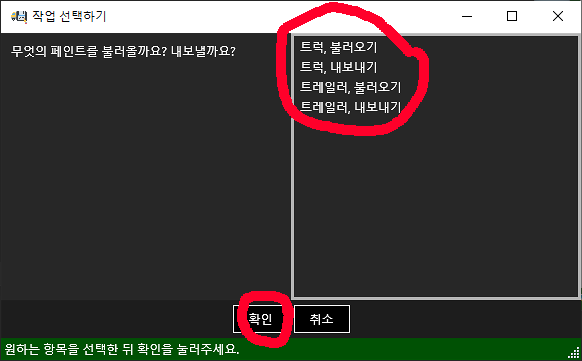 작업 선택하기
무엇의 페인트를 불러올까요? 내보낼까요?
트럭, 불러오기
트럭, 내보내기
트레일러, 불러오기
트레일러, 내보내기
확인
취소
원하는 항목을 선택한 뒤 확인을 눌러주세요.